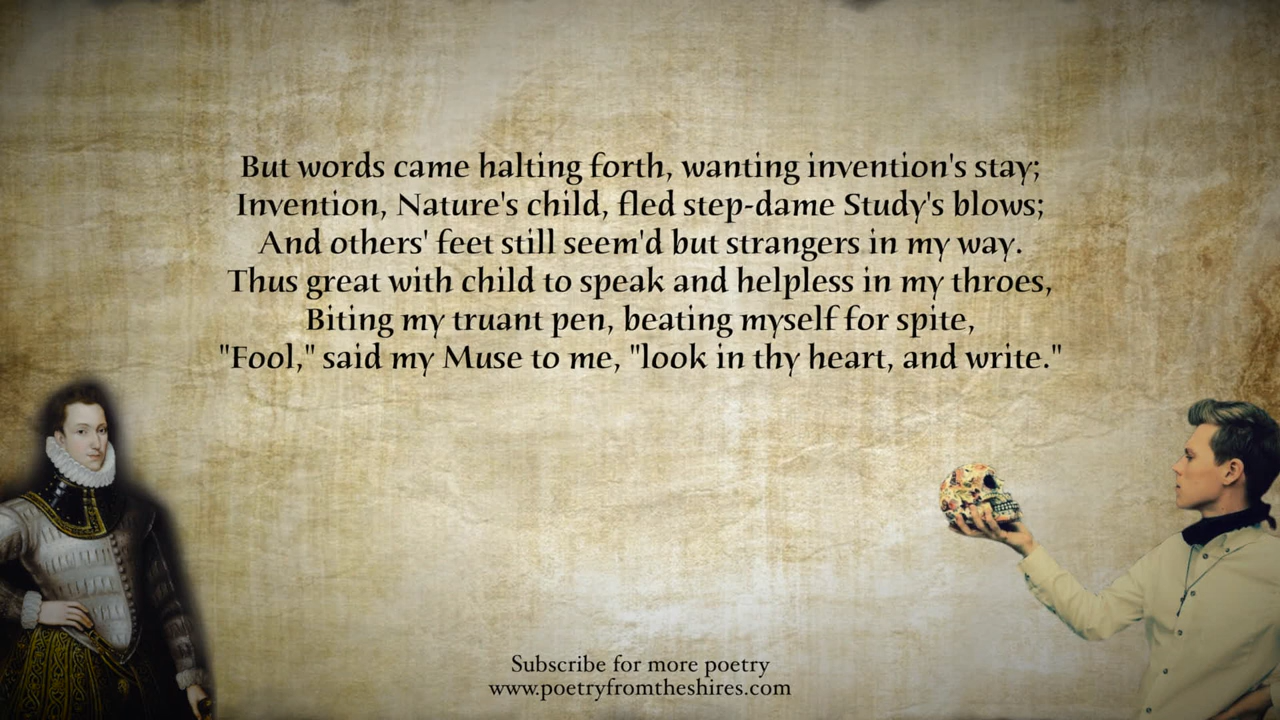 But words came halting forth, wanting invention's stay;
Invention, Nature's child, fled step-dame Study's blows;
And others' feet still seem'd but strangers in my way.
Thus great with child to speak and helpless in my throes,
Biting my truant pen, beating myself for spite,
"Fool," said my Muse to me, "look in thy heart, and write."
Subscribe for more poetry
www.poetryfromtheshires.com